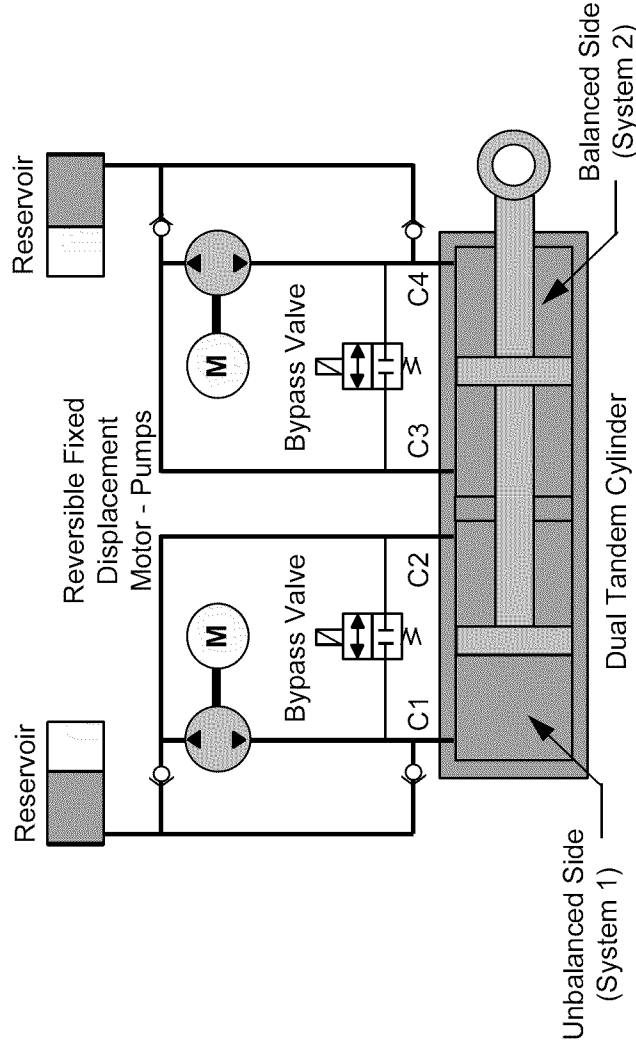 Reservoir
Reservoir
Reversible Fixed
Displacement
Motor - Pumps
M
M
Bypass Valve
Bypass Valve
C1
C2
C3
C4
Dual Tandem Cylinder
Unbalanced Side
(System 1)
Balanced Side
(System 2)